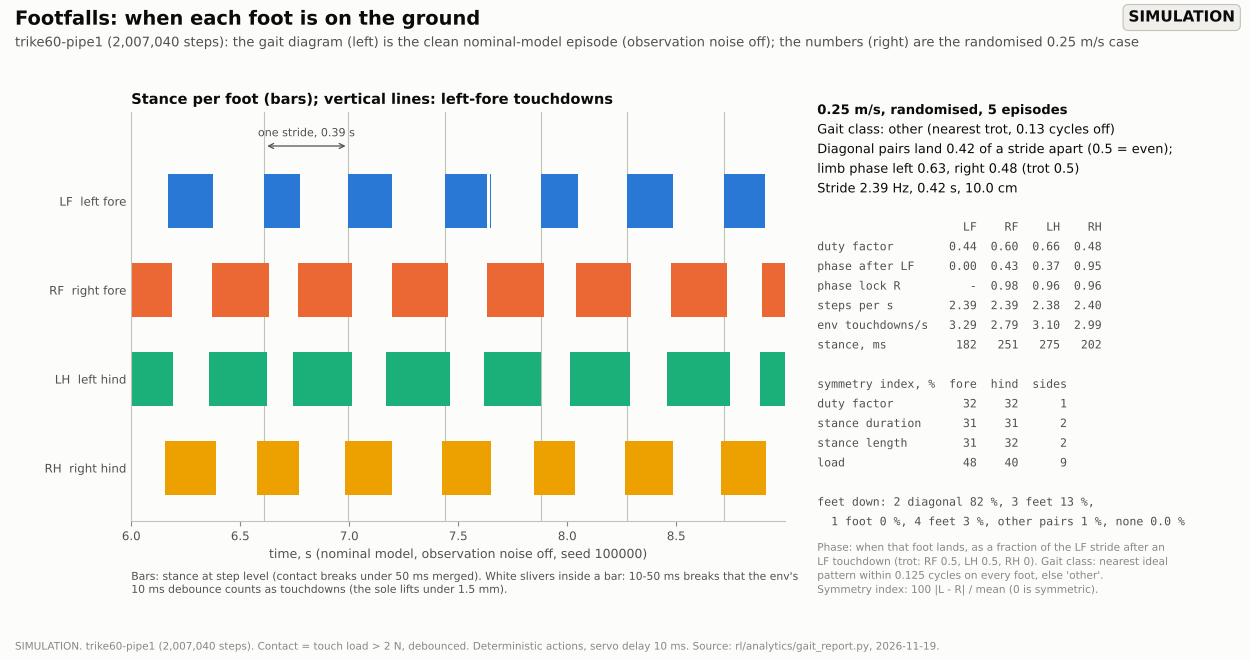 Footfalls: when each foot is on the ground
SIMULATION
trike60-pipe1 (2,007,040 steps): the gait diagram (left) is the clean nominal-model episode (observation noise off); the numbers (right) are the randomised 0.25 m/s case
Stance per foot (bars); vertical lines: left-fore touchdowns
one stride, 0.39 s
LF left fore
RF right fore
LH left hind
RH right hind
6.0 6.5 7.0 7.5 8.0 8.5
time, s (nominal model, observation noise off, seed 100000)
Bars: stance at step level (contact breaks under 50 ms merged). White slivers inside a bar: 10-50 ms breaks that the env's
10 ms debounce counts as touchdowns (the sole lifts under 1.5 mm).
0.25 m/s, randomised, 5 episodes
Gait class: other (nearest trot, 0.13 cycles off)
Diagonal pairs land 0.42 of a stride apart (0.5 = even);
limb phase left 0.63, right 0.48 (trot 0.5)
Stride 2.39 Hz, 0.42 s, 10.0 cm
LF RF LH RH
duty factor 0.44 0.60 0.66 0.48
phase after LF 0.00 0.43 0.37 0.95
phase lock R - 0.98 0.96 0.96
steps per s 2.39 2.39 2.38 2.40
env touchdowns/s 3.29 2.79 3.10 2.99
stance, ms 182 251 275 202
symmetry index, % fore hind sides
duty factor 32 32 1
stance duration 31 31 2
stance length 31 32 2
load 48 40 9
feet down: 2 diagonal 82 %, 3 feet 13 %,
1 foot 0 %, 4 feet 3 %, other pairs 1 %, none 0.0 %
Phase: when that foot lands, as a fraction of the LF stride after an
LF touchdown (trot: RF 0.5, LH 0.5, RH 0). Gait class: nearest ideal
pattern within 0.125 cycles on every foot, else 'other'.
Symmetry index: 100 |L - R| / mean (0 is symmetric).
SIMULATION. trike60-pipe1 (2,007,040 steps). Contact = touch load > 2 N, debounced. Deterministic actions, servo delay 10 ms. Source: rl/analytics/gait_report.py, 2026-11-19.